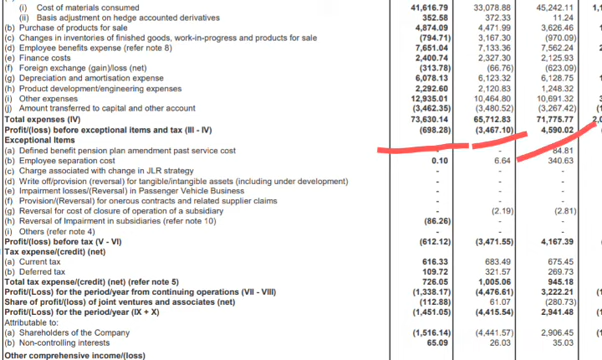 (i) Cost of materials consumed 41,616.79 33,078.88 45,242.11
(ii) Basis adjustment on hedge accounted derivatives 352.58 372.33 11.24
(b) Purchase of products for sale 4,874.09 4,471.99 3,626.46
(c) Changes in inventories of finished goods, work-in-progress and products for sale (794.71) 3,167.30 (970.09)
(d) Employee benefits expense (refer note 8) 7,651.04 7,133.36 7,562.24
(e) Finance costs 2,400.74 2,327.30 2,125.93
(f) Foreign exchange (gain)/loss (net) (313.78) (66.76) (623.09)
(g) Depreciation and amortisation expense 6,078.13 6,123.32 6,128.75
(h) Product development/engineering expenses 2,292.60 2,120.83 1,248.32
(i) Other expenses 12,935.01 10,464.80 10,691.32
(j) Amount transferred to capital and other account (3,462.35) (3,480.52) (3,267.42)
Total expenses (IV) 73,630.14 65,712.83 71,775.77
Profit/(loss) before exceptional items and tax (III - IV) (698.28) (3,467.10) 4,590.02
Exceptional Items
(a) Defined benefit pension plan amendment past service cost - - 84.81
(b) Employee separation cost 0.10 6.64 340.63
(c) Charge associated with change in JLR strategy - - -
(d) Write off/provision (reversal) for tangible/intangible assets (including under development) - - -
(e) Impairment losses/(Reversal) in Passenger Vehicle Business - - -
(f) Provision/(Reversal) for onerous contracts and related supplier claims - - -
(g) Reversal for cost of closure of operation of a subsidiary - (2.19) (2.81)
(h) Reversal of Impairment in subsidiaries (refer note 10) (86.26) - -
(i) Others (refer note 4) - - -
Profit/(loss) before tax (V - VI) (612.12) (3,471.55) 4,167.39
Tax expense/(credit) (net)
(a) Current tax 616.33 683.49 675.45
(b) Deferred tax 109.72 321.57 269.73
Total tax expense/(credit) (net) (refer note 5) 726.05 1,005.06 945.18
Profit/(Loss) for the period/year from continuing operations (VII - VIII) (1,338.17) (4,476.61) 3,222.21
Share of profit/(loss) of joint ventures and associates (net) (112.88) 61.07 (280.73)
Profit/(Loss) for the period/year (IX + X) (1,451.05) (4,415.54) 2,941.48
Attributable to:
(a) Shareholders of the Company (1,516.14) (4,441.57) 2,906.45
(b) Non-controlling interests 65.09 26.03 35.03
Other comprehensive income/(loss)